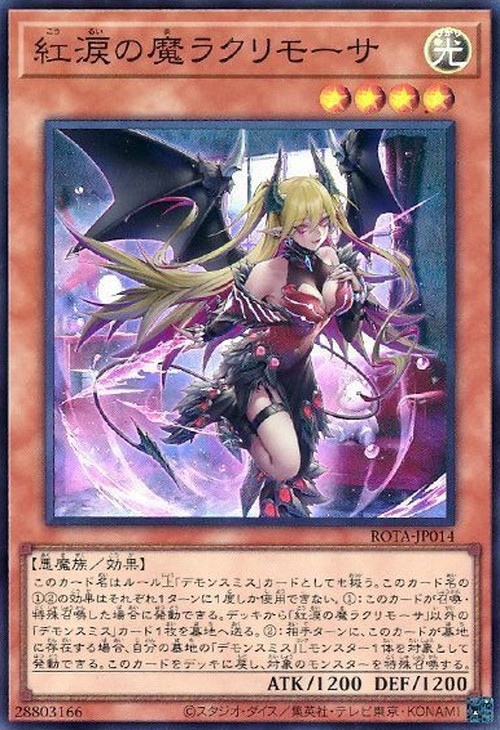 紅涙の魔ラクリモーサ
光
ROTA-JP014
【悪魔族/効果】
このカード名はルール上「デモンスミス」カードとしても扱う。このカード名の
①②の効果はそれぞれ1ターンに1度しか使用できない。①:このカードが召喚・
特殊召喚した場合に発動できる。デッキから「紅涙の魔ラクリモーサ」以外の
「デモンスミス」カード1枚を墓地へ送る。②:相手ターンに、このカードが墓地
に存在する場合、自分の墓地の「デモンスミス」Lモンスター1体を対象として
発動できる。このカードをデッキに戻し、対象のモンスターを特殊召喚する。
ATK/1200 DEF/1200
28803166
©スタジオ・ダイス/集英社・テレビ東京・KONAMI